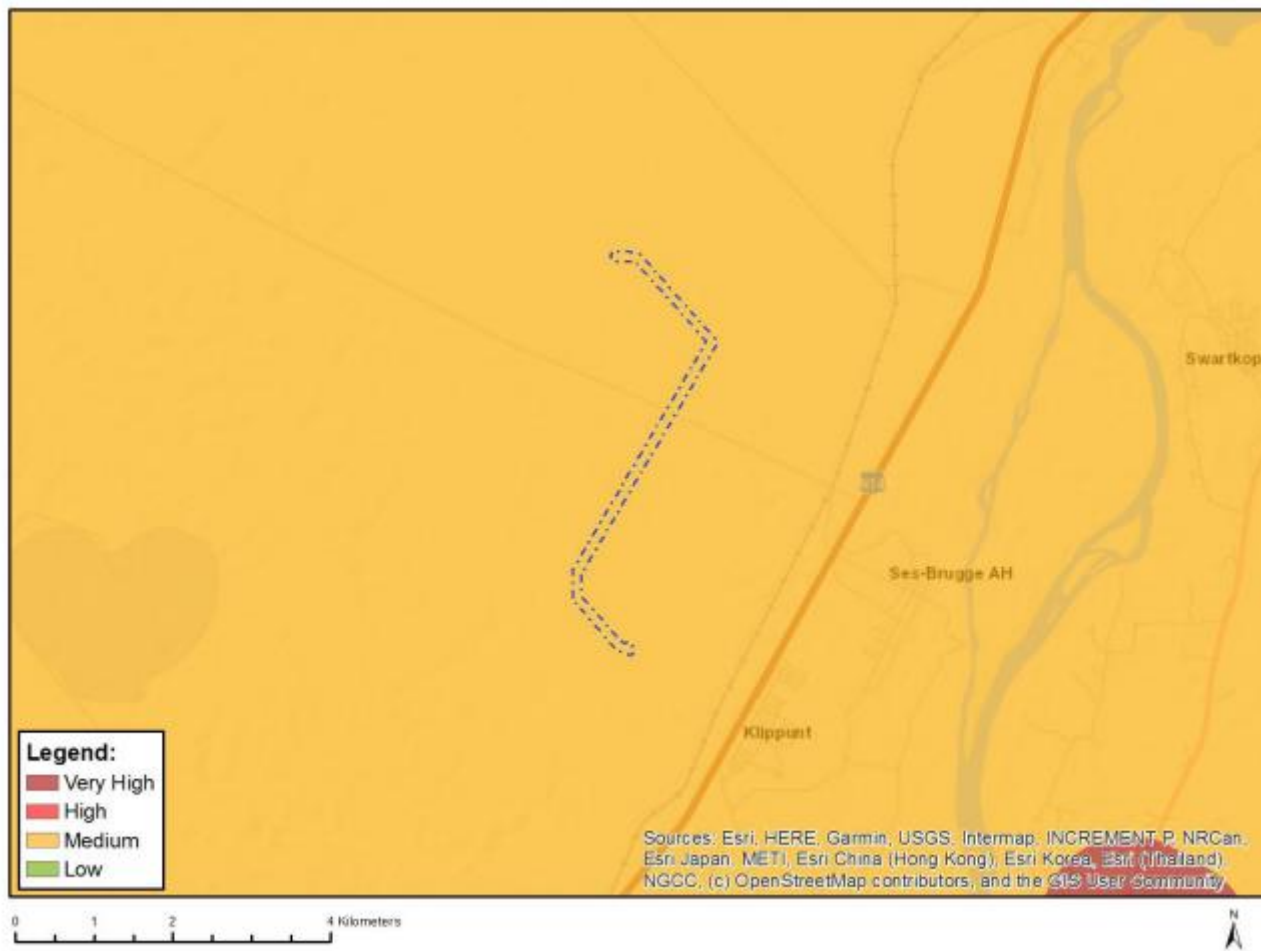 Swartkop
Ses-Brugge AH
Klippunt
Legend:
Very High
High
Medium
Low
Sources: Esri, HERE, Garmin, USGS, Intermap, INCREMENT P, NRCan,
Esri Japan, METI, Esri China (Hong Kong), Esri Korea, Esri (Thailand),
NGCC, (c) OpenStreetMap contributors, and the GIS User Community
0 1 2 4 Kilometers
N